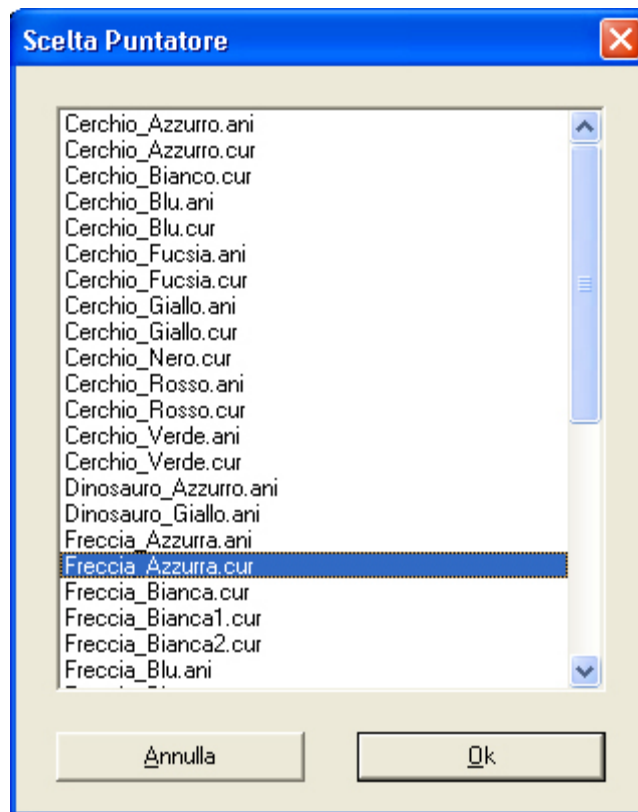 Scelta Puntatore
Cerchio_Azzurro.ani
Cerchio_Azzurro.cur
Cerchio_Bianco.cur
Cerchio_Blu.ani
Cerchio_Blu.cur
Cerchio_Fucsia.ani
Cerchio_Fucsia.cur
Cerchio_Giallo.ani
Cerchio_Giallo.cur
Cerchio_Nero.cur
Cerchio_Rosso.ani
Cerchio_Rosso.cur
Cerchio_Verde.ani
Cerchio_Verde.cur
Dinosauro_Azzurro.ani
Dinosauro_Giallo.ani
Freccia_Azzurra.ani
Freccia_Azzurra.cur
Freccia_Bianca.cur
Freccia_Bianca1.cur
Freccia_Bianca2.cur
Freccia_Blu.ani
Annulla
Ok